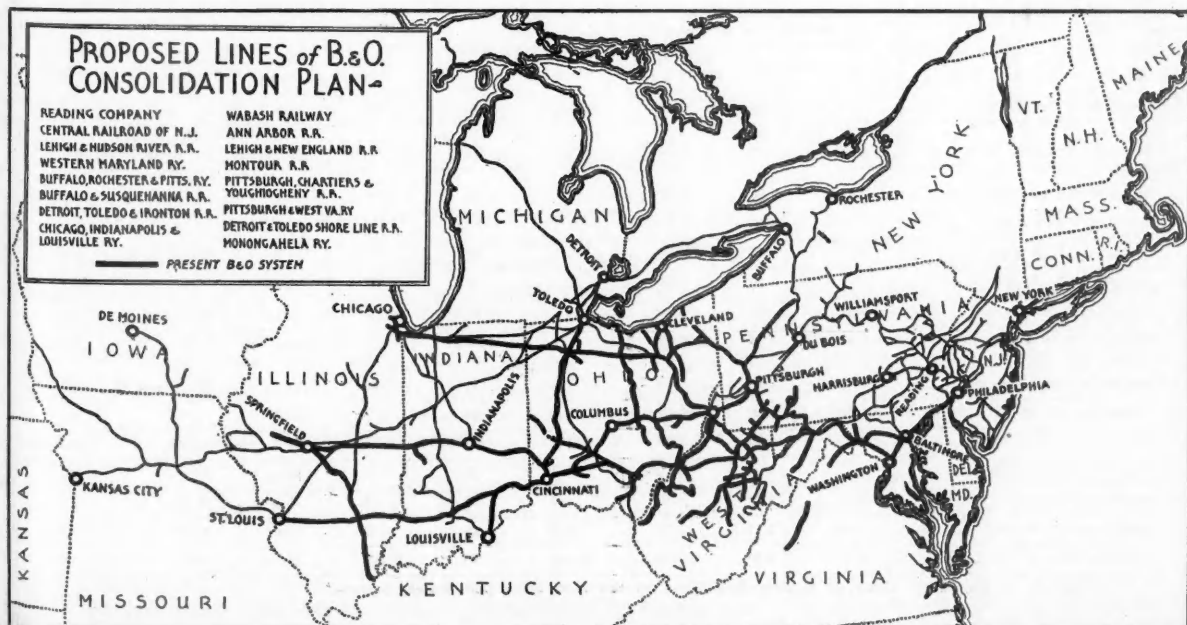 PROPOSED LINES of B.&O.
CONSOLIDATION PLAN
READING COMPANY
CENTRAL RAILROAD OF N.J.
LEHIGH & HUDSON RIVER R.R.
WESTERN MARYLAND RY.
BUFFALO, ROCHESTER & PITTS. RY.
BUFFALO & SUSQUEHANNA R.R.
DETROIT, TOLEDO & IRONTON R.R.
CHICAGO, INDIANAPOLIS &
LOUISVILLE RY.
WABASH RAILWAY
ANN ARBOR R.R.
LEHIGH & NEW ENGLAND R.R
MONTOUR R.R
PITTSBURGH, CHARTIERS &
YOUGHIOGHENY R.R.
PITTSBURGH & WEST VA. RY
DETROIT & TOLEDO SHORE LINE R.R.
MONONGAHELA RY.
PRESENT B&O SYSTEM
MAINE
VT.
N.H.
NEW YORK
MASS.
CONN.
R.I.
ROCHESTER
BUFFALO
MICHIGAN
DETROIT
TOLEDO
CLEVELAND
PENNSYLVANIA
WILLIAMSPORT
NEW YORK
DU BOIS
N.J.
CHICAGO
DE MOINES
IOWA
ILLINOIS
INDIANA
OHIO
PITTSBURGH
HARRISBURG
READING
PHILADELPHIA
SPRINGFIELD
INDIANAPOLIS
COLUMBUS
BALTIMORE
WASHINGTON
DEL.
MD.
KANSAS
KANSAS CITY
ST. LOUIS
LOUISVILLE
CINCINNATI
WEST
VIRGINIA
MISSOURI
KENTUCKY
VIRGINIA